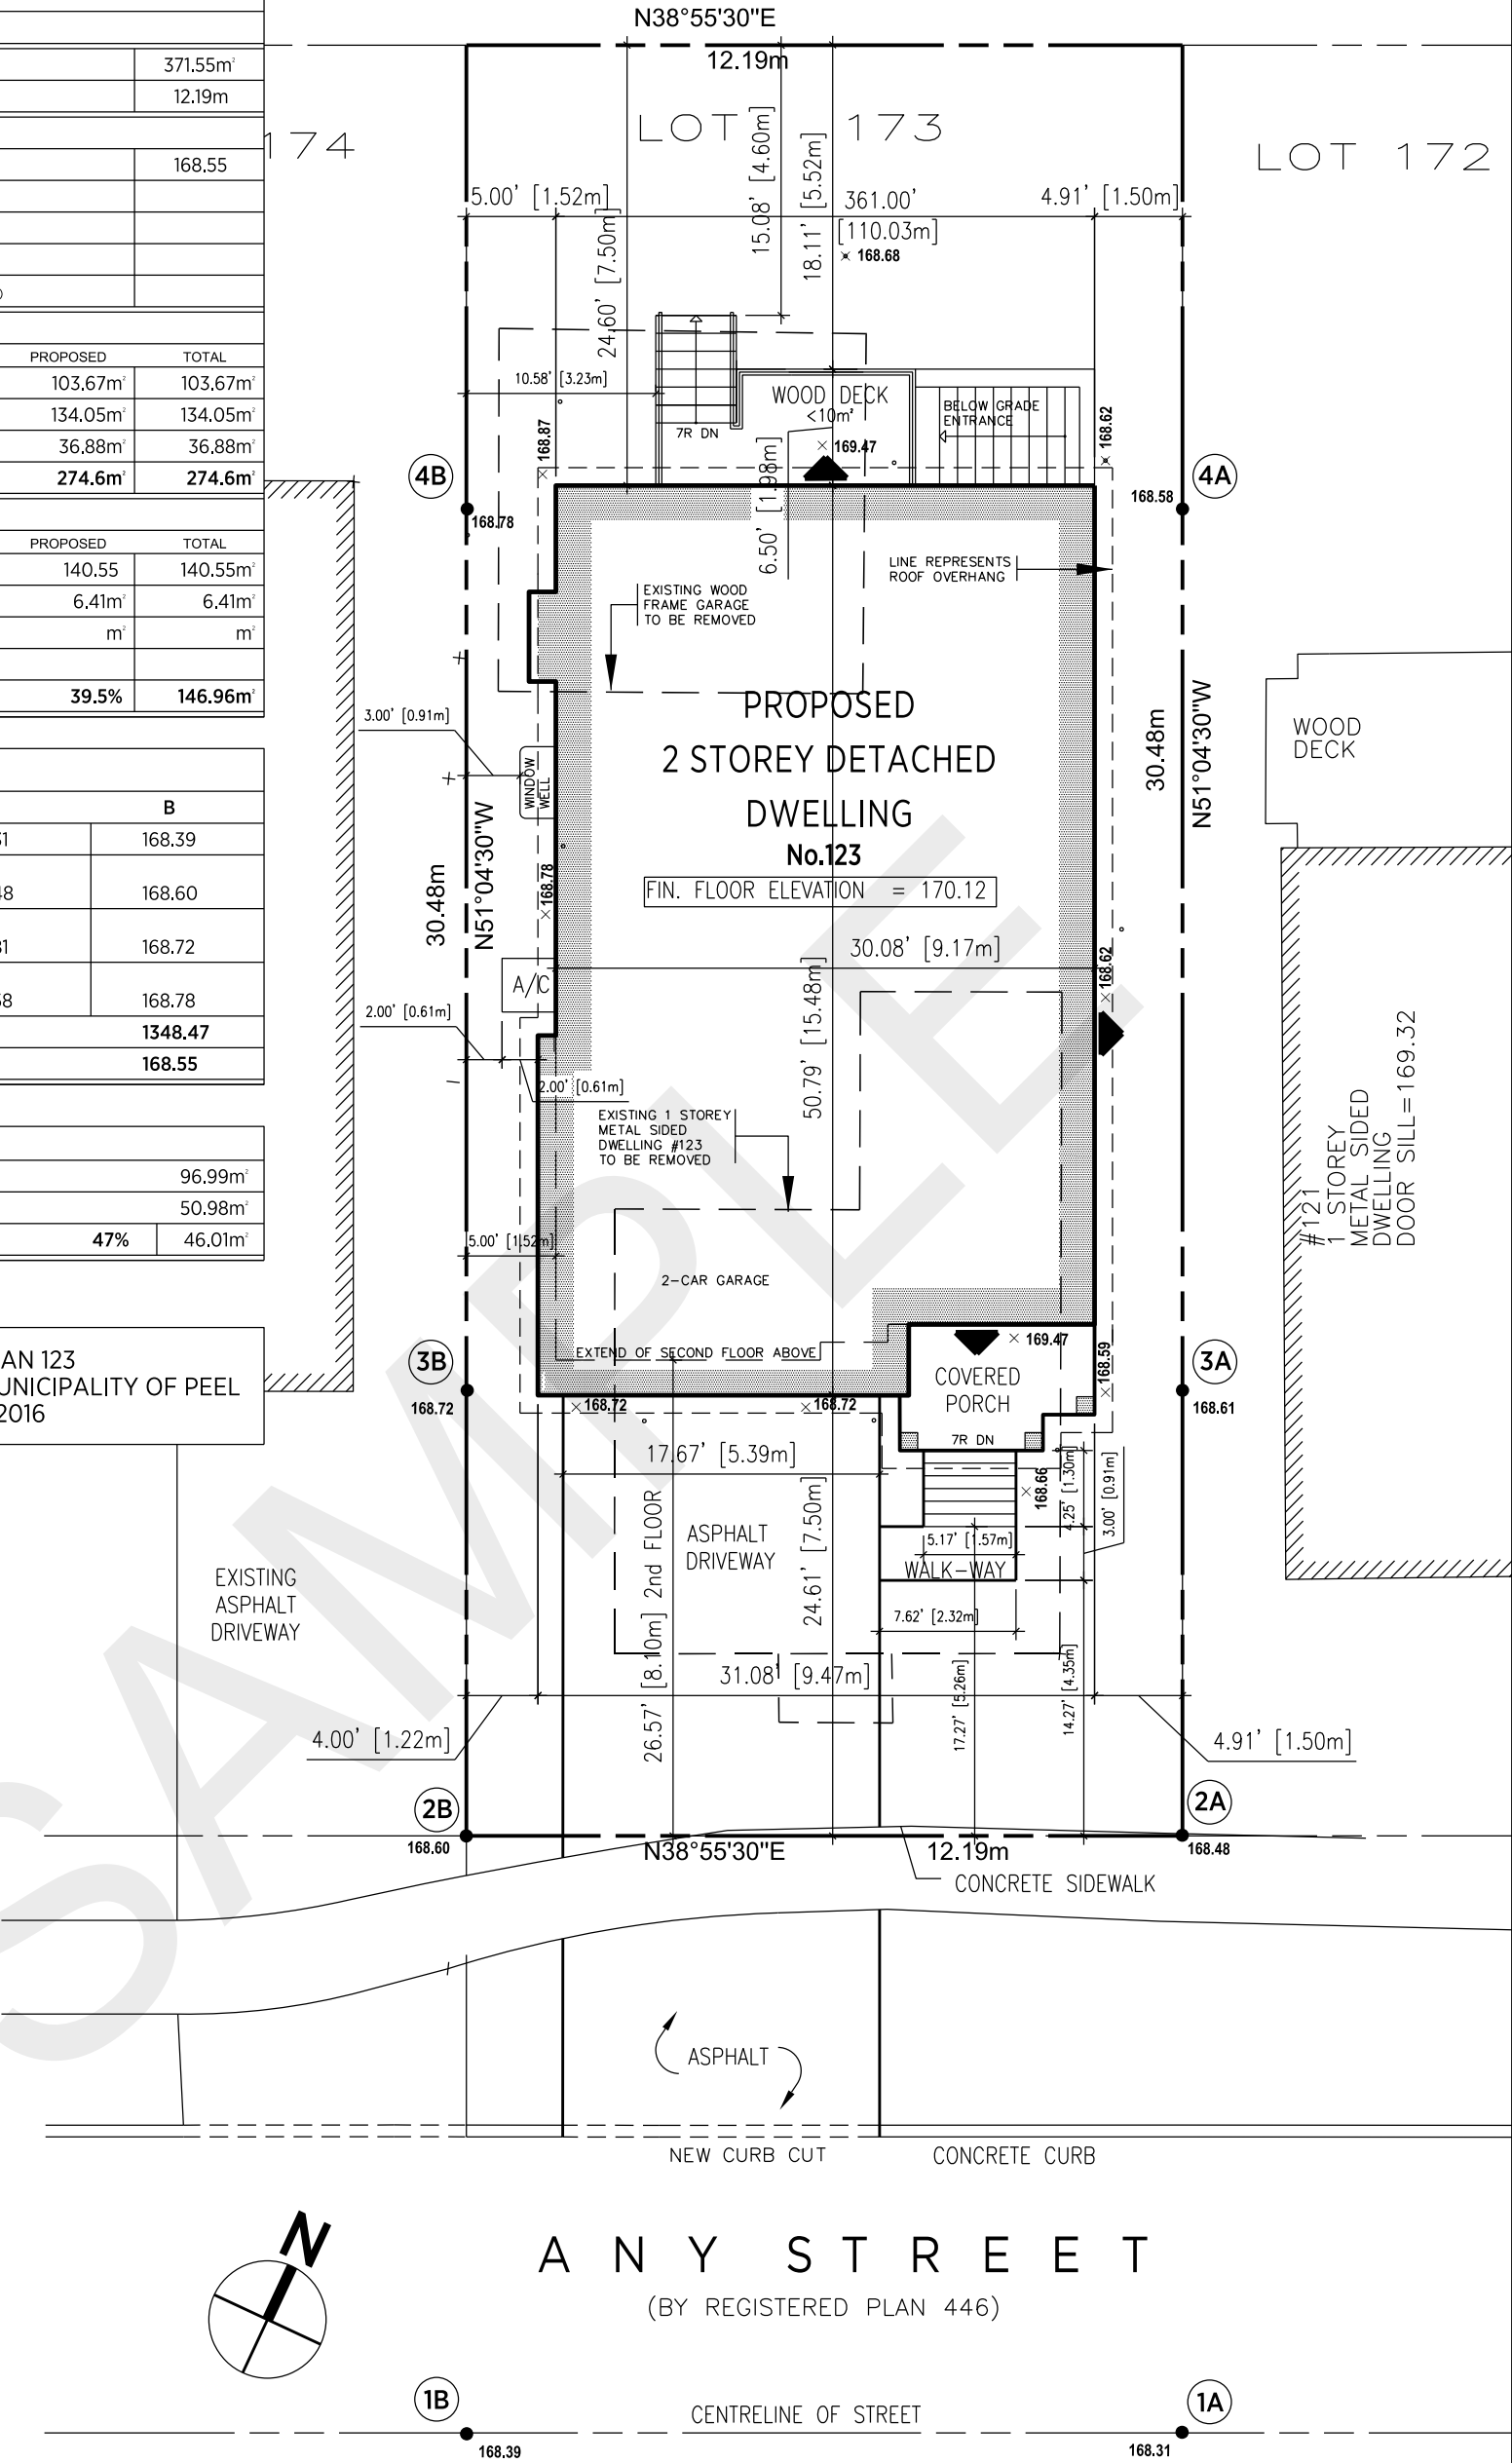 371.55m²
12.19m
168.55
PROPOSED TOTAL
103.67m² 103.67m²
134.05m² 134.05m²
36.88m² 36.88m²
274.6m² 274.6m²
PROPOSED TOTAL
140.55 140.55m²
6.41m² 6.41m²
m² m²
39.5% 146.96m²
B
168.39
168.60
168.72
168.78
1348.47
168.55
96.99m²
50.98m²
47% 46.01m²
AN 123
UNICIPALITY OF PEEL
2016
N38°55'30"E
12.19m
174
LOT 173
LOT 172
5.00' [1.52m]
24.60' [7.50m]
15.08' [4.60m]
18.11' [5.52m]
361.00'
[110.03m]
168.68
4.91' [1.50m]
10.58' [3.23m]
7R DN
WOOD DECK
<10m²
169.47
BELOW GRADE
ENTRANCE
168.87
168.62
4B
168.78
4A
168.58
6.50' [1.98m]
LINE REPRESENTS
ROOF OVERHANG
EXISTING WOOD
FRAME GARAGE
TO BE REMOVED
PROPOSED
2 STOREY DETACHED
DWELLING
No.123
FIN. FLOOR ELEVATION = 170.12
3.00' [0.91m]
WINDOW
WELL
30.48m
N51°04'30"W
168.78
30.48m
N51°04'30"W
WOOD
DECK
30.08' [9.17m]
50.79' [15.48m]
168.62
A/C
2.00' [0.61m]
2.00' [0.61m]
EXISTING 1 STOREY
METAL SIDED
DWELLING #123
TO BE REMOVED
#121
1 STOREY
METAL SIDED
DWELLING
DOOR SILL=169.32
5.00' [1.52m]
2-CAR GARAGE
EXTEND OF SECOND FLOOR ABOVE
169.47
168.59
COVERED
PORCH
7R DN
3B
168.72
3A
168.61
168.72
168.72
17.67' [5.39m]
168.66
4.25' [1.30m]
3.00' [0.91m]
26.57' [8.10m] 2nd FLOOR
ASPHALT
DRIVEWAY
24.61' [7.50m]
5.17' [1.57m]
WALK-WAY
7.62' [2.32m]
EXISTING
ASPHALT
DRIVEWAY
31.08' [9.47m]
17.27' [5.26m]
14.27' [4.35m]
4.00' [1.22m]
4.91' [1.50m]
2B
168.60
2A
168.48
N38°55'30"E
12.19m
CONCRETE SIDEWALK
ASPHALT
NEW CURB CUT
CONCRETE CURB
N
ANY STREET
(BY REGISTERED PLAN 446)
1B
168.39
CENTRELINE OF STREET
1A
168.31
SAMPLE